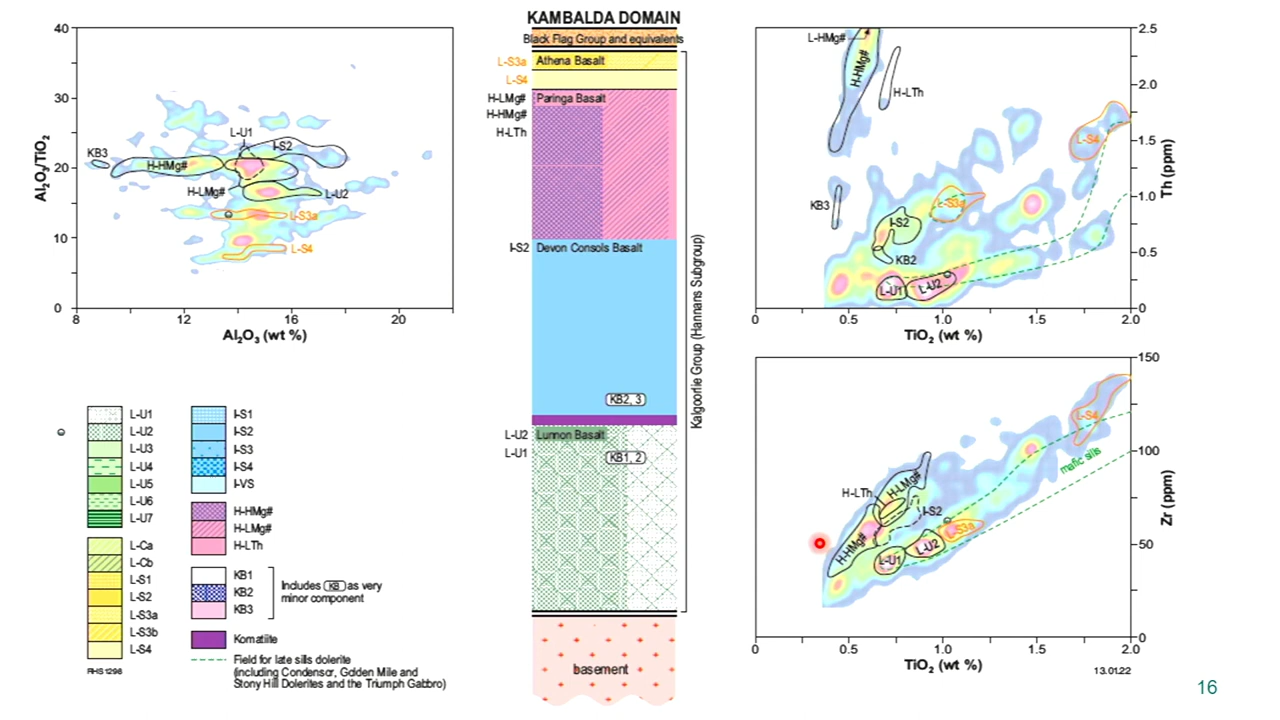 KAMBALDA DOMAIN
Black Flag Group and equivalents
L-S3a
Athena Basalt
L-S4
H-LMg#
Paringa Basalt
H-HMg#
H-LTh
I-S2
Devon Consols Basalt
KB2, 3
L-U2
Lunnon Basalt
L-U1
KB1, 2
basement
Kalgoorlie Group (Hannans Subgroup)
40
30
20
10
0
Al2O3/TiO2
8
12
16
20
Al2O3 (wt %)
KB3
H-HMg#
L-U1
I-S2
H-LMg#
L-U2
L-S3a
L-S4
L-HMg#
H-HMg#
H-LTh
KB3
I-S2
KB2
L-S3a
L-S4
L-U1
L-U2
2.5
2.0
1.5
1.0
0.5
0
Th (ppm)
0
0.5
1.0
1.5
2.0
TiO2 (wt %)
H-LTh
H-LMg#
I-S2
H-HMg#
L-U1
L-U2
L-S3a
L-S4
mafic sills
150
100
50
0
Zr (ppm)
0
0.5
1.0
1.5
2.0
TiO2 (wt %)
13.01.22
L-U1
L-U2
L-U3
L-U4
L-U5
L-U6
L-U7
L-Ca
L-Cb
L-S1
L-S2
L-S3a
L-S3b
L-S4
RHS1298
I-S1
I-S2
I-S3
I-S4
I-VS
H-HMg#
H-LMg#
H-LTh
KB1
KB2
KB3
Includes KB as very
minor component
Komatiite
Field for late sills dolerite
(including Condenser, Golden Mile and
Stony Hill Dolerites and the Triumph Gabbro)
16